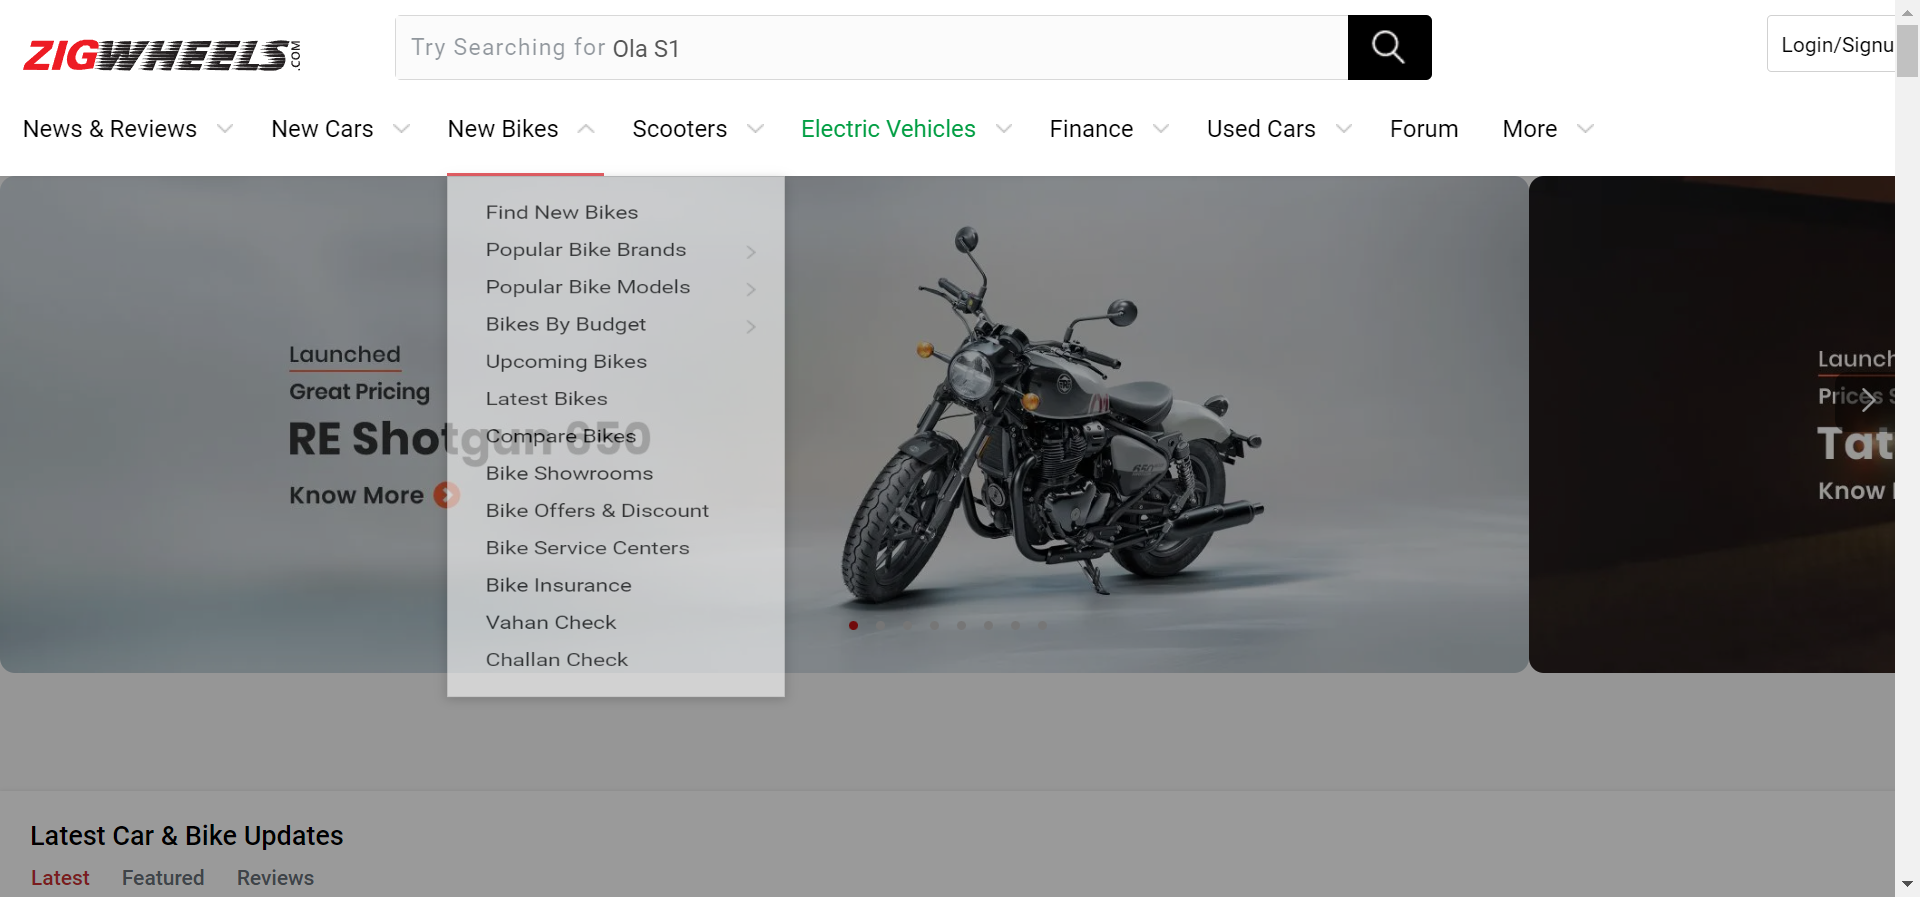 ZIGWHEELS.COM
Try Searching for Ola S1
Login/Signu
News & Reviews
New Cars
New Bikes
Scooters
Electric Vehicles
Finance
Used Cars
Forum
More
Find New Bikes
Popular Bike Brands
Popular Bike Models
Bikes By Budget
Upcoming Bikes
Latest Bikes
Compare Bikes
Bike Showrooms
Bike Offers & Discount
Bike Service Centers
Bike Insurance
Vahan Check
Challan Check
Launched
Great Pricing
RE Shotgun 650
Know More
Launch
Prices S
Tat
Know
Latest Car & Bike Updates
Latest
Featured
Reviews